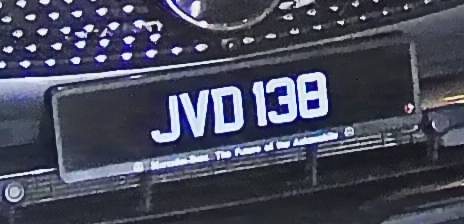 JVD 138
Mercedes-Benz. The Future of the Automobile